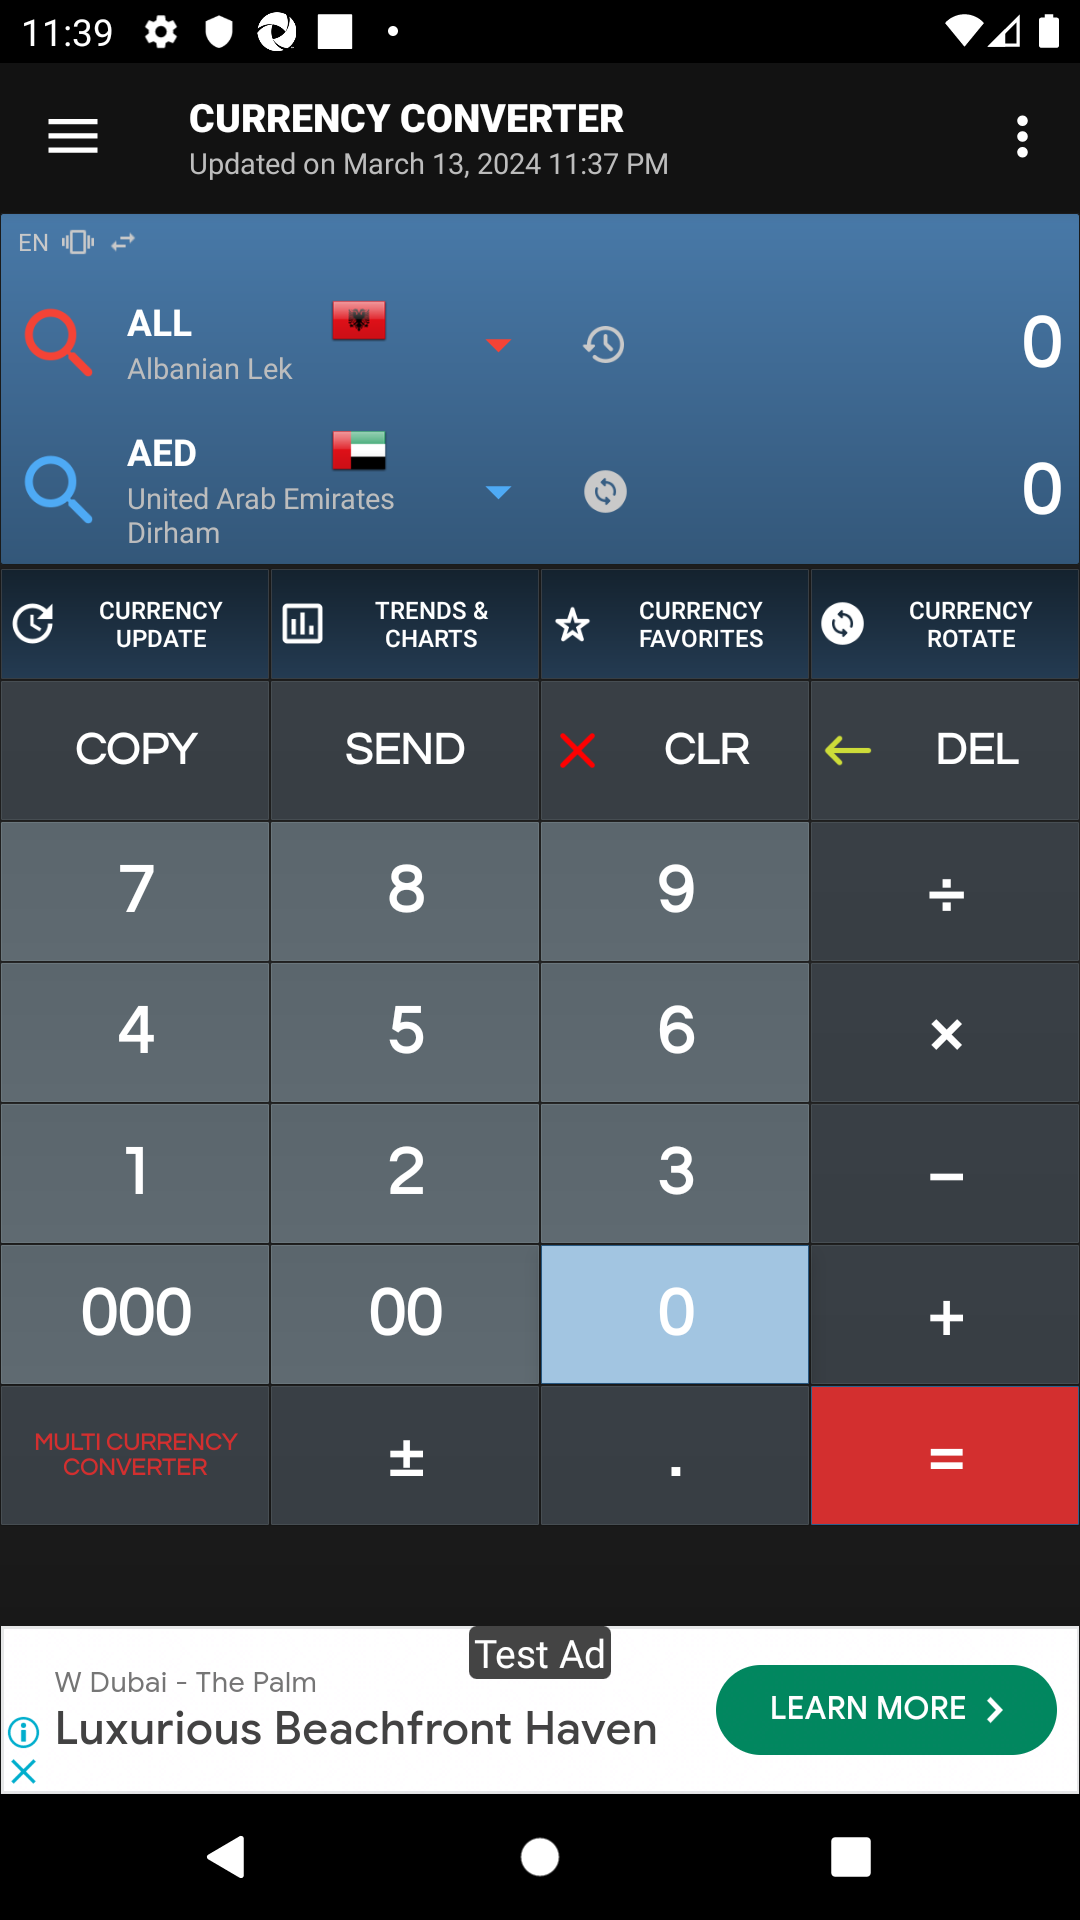 11:39
CURRENCY CONVERTER
Updated on March 13, 2024 11:37 PM
EN
ALL
Albanian Lek
0
AED
United Arab Emirates
Dirham
0
CURRENCY
UPDATE
TRENDS &
CHARTS
CURRENCY
FAVORITES
CURRENCY
ROTATE
COPY
SEND
CLR
DEL
7
8
9
÷
4
5
6
×
1
2
3
−
000
00
0
+
MULTI CURRENCY
CONVERTER
±
.
=
Test Ad
W Dubai - The Palm
Luxurious Beachfront Haven
LEARN MORE